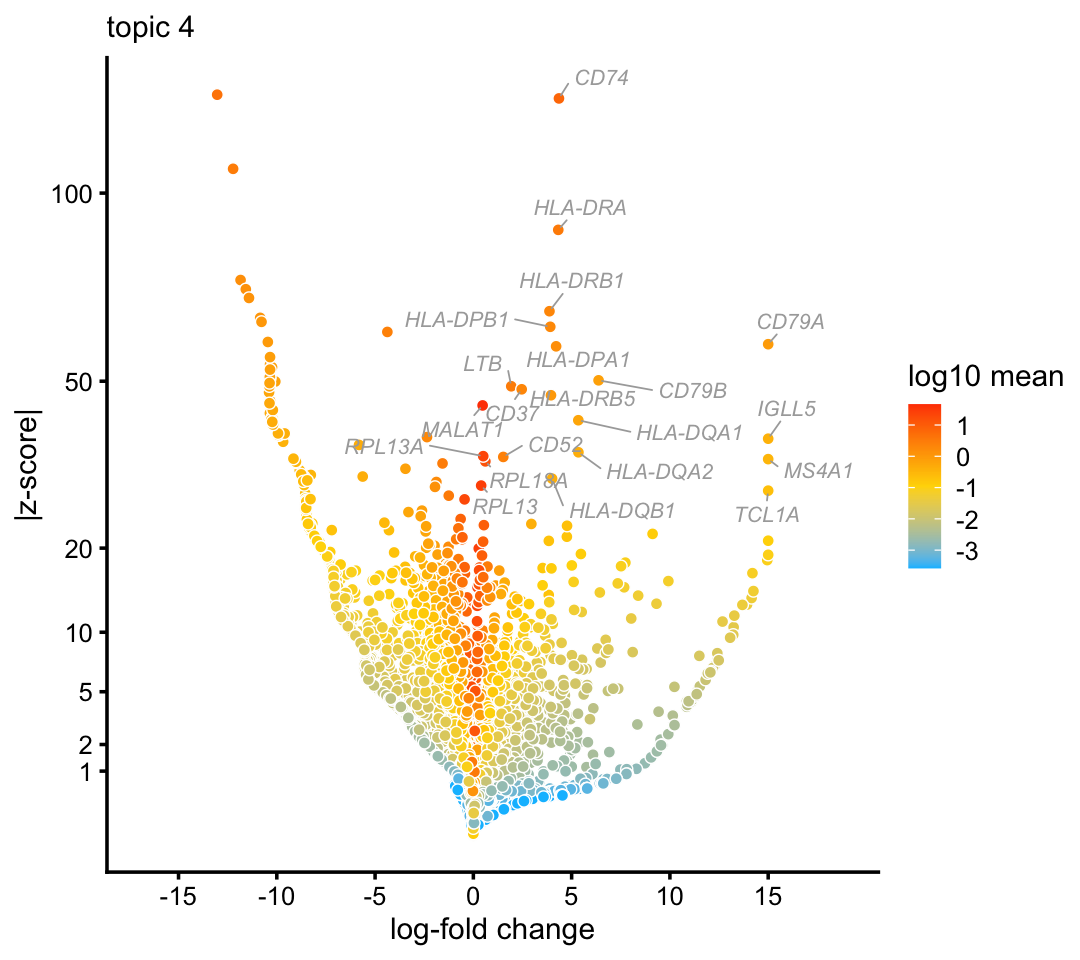 topic 4
CD74
100
HLA-DRA
HLA-DRB1
HLA-DPB1
CD79A
LTB
HLA-DPA1
log10 mean
50
CD79B
HLA-DRB5
CD37
IGLL5
1
MALAT1
HLA-DQA1
RPL13A
CD52
0
|z-score|
HLA-DQA2
MS4A1
RPL18A
-1
RPL13
HLA-DQB1
TCL1A
-2
20
-3
10
5
2
1
-15 -10 -5 0 5 10 15
log-fold change